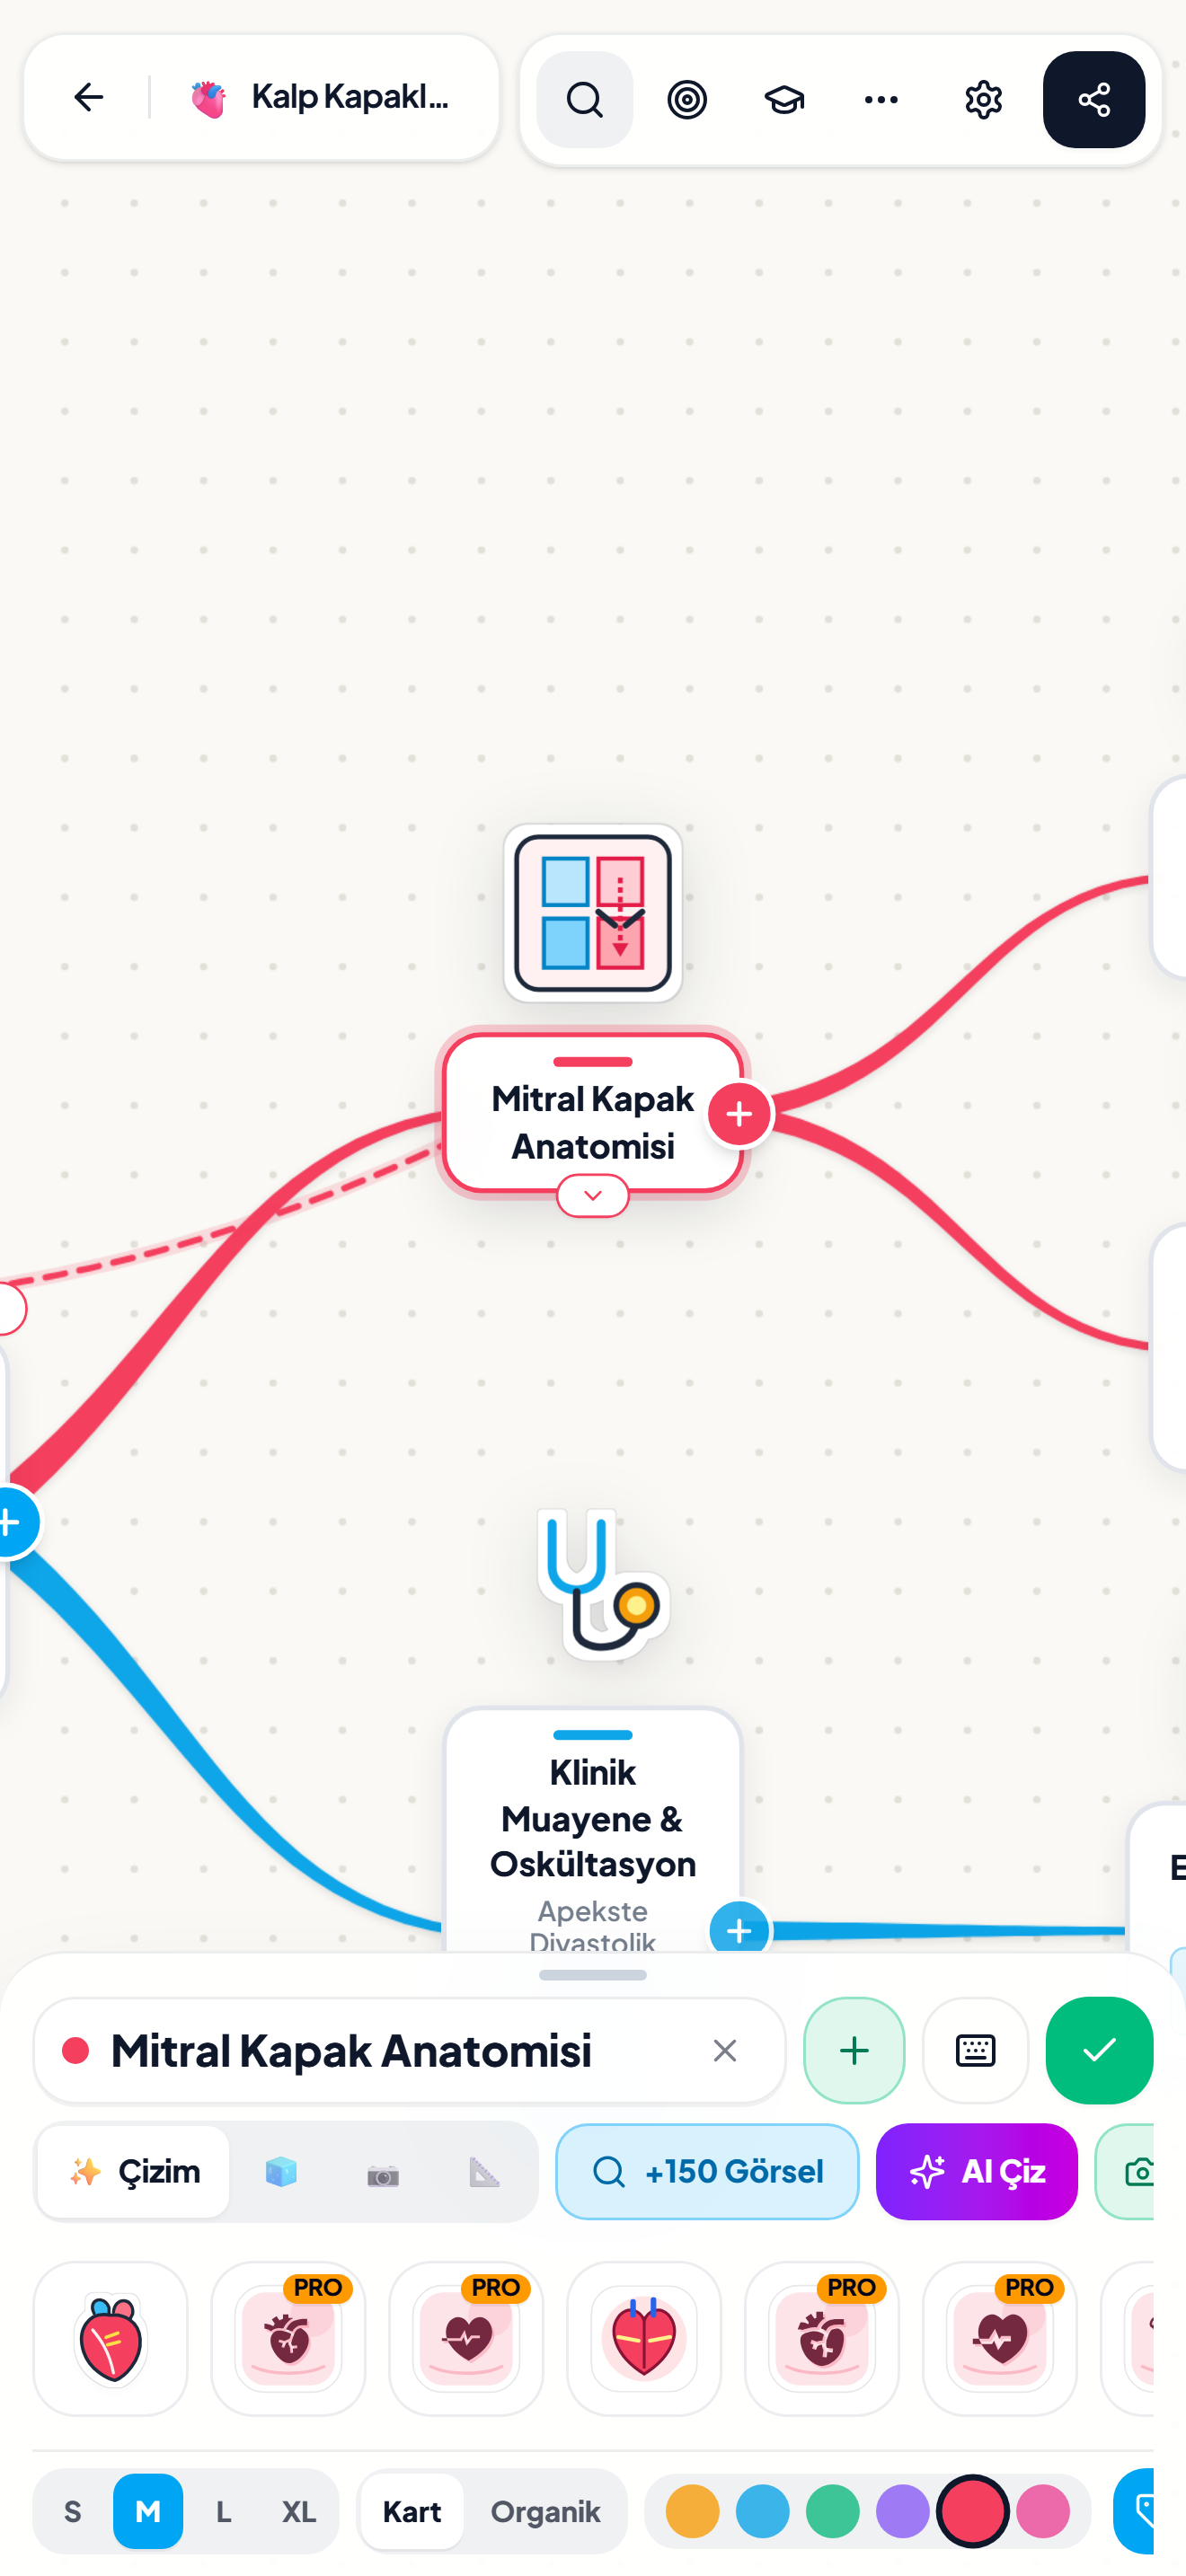 Kalp Kapakl...
Mitral Kapak
Anatomisi
Klinik
Muayene &
Oskültasyon
Apekste
Diyastolik
E
Mitral Kapak Anatomisi
Çizim
+150 Görsel
AI Çiz
PRO
PRO
PRO
PRO
S M L XL
Kart Organik